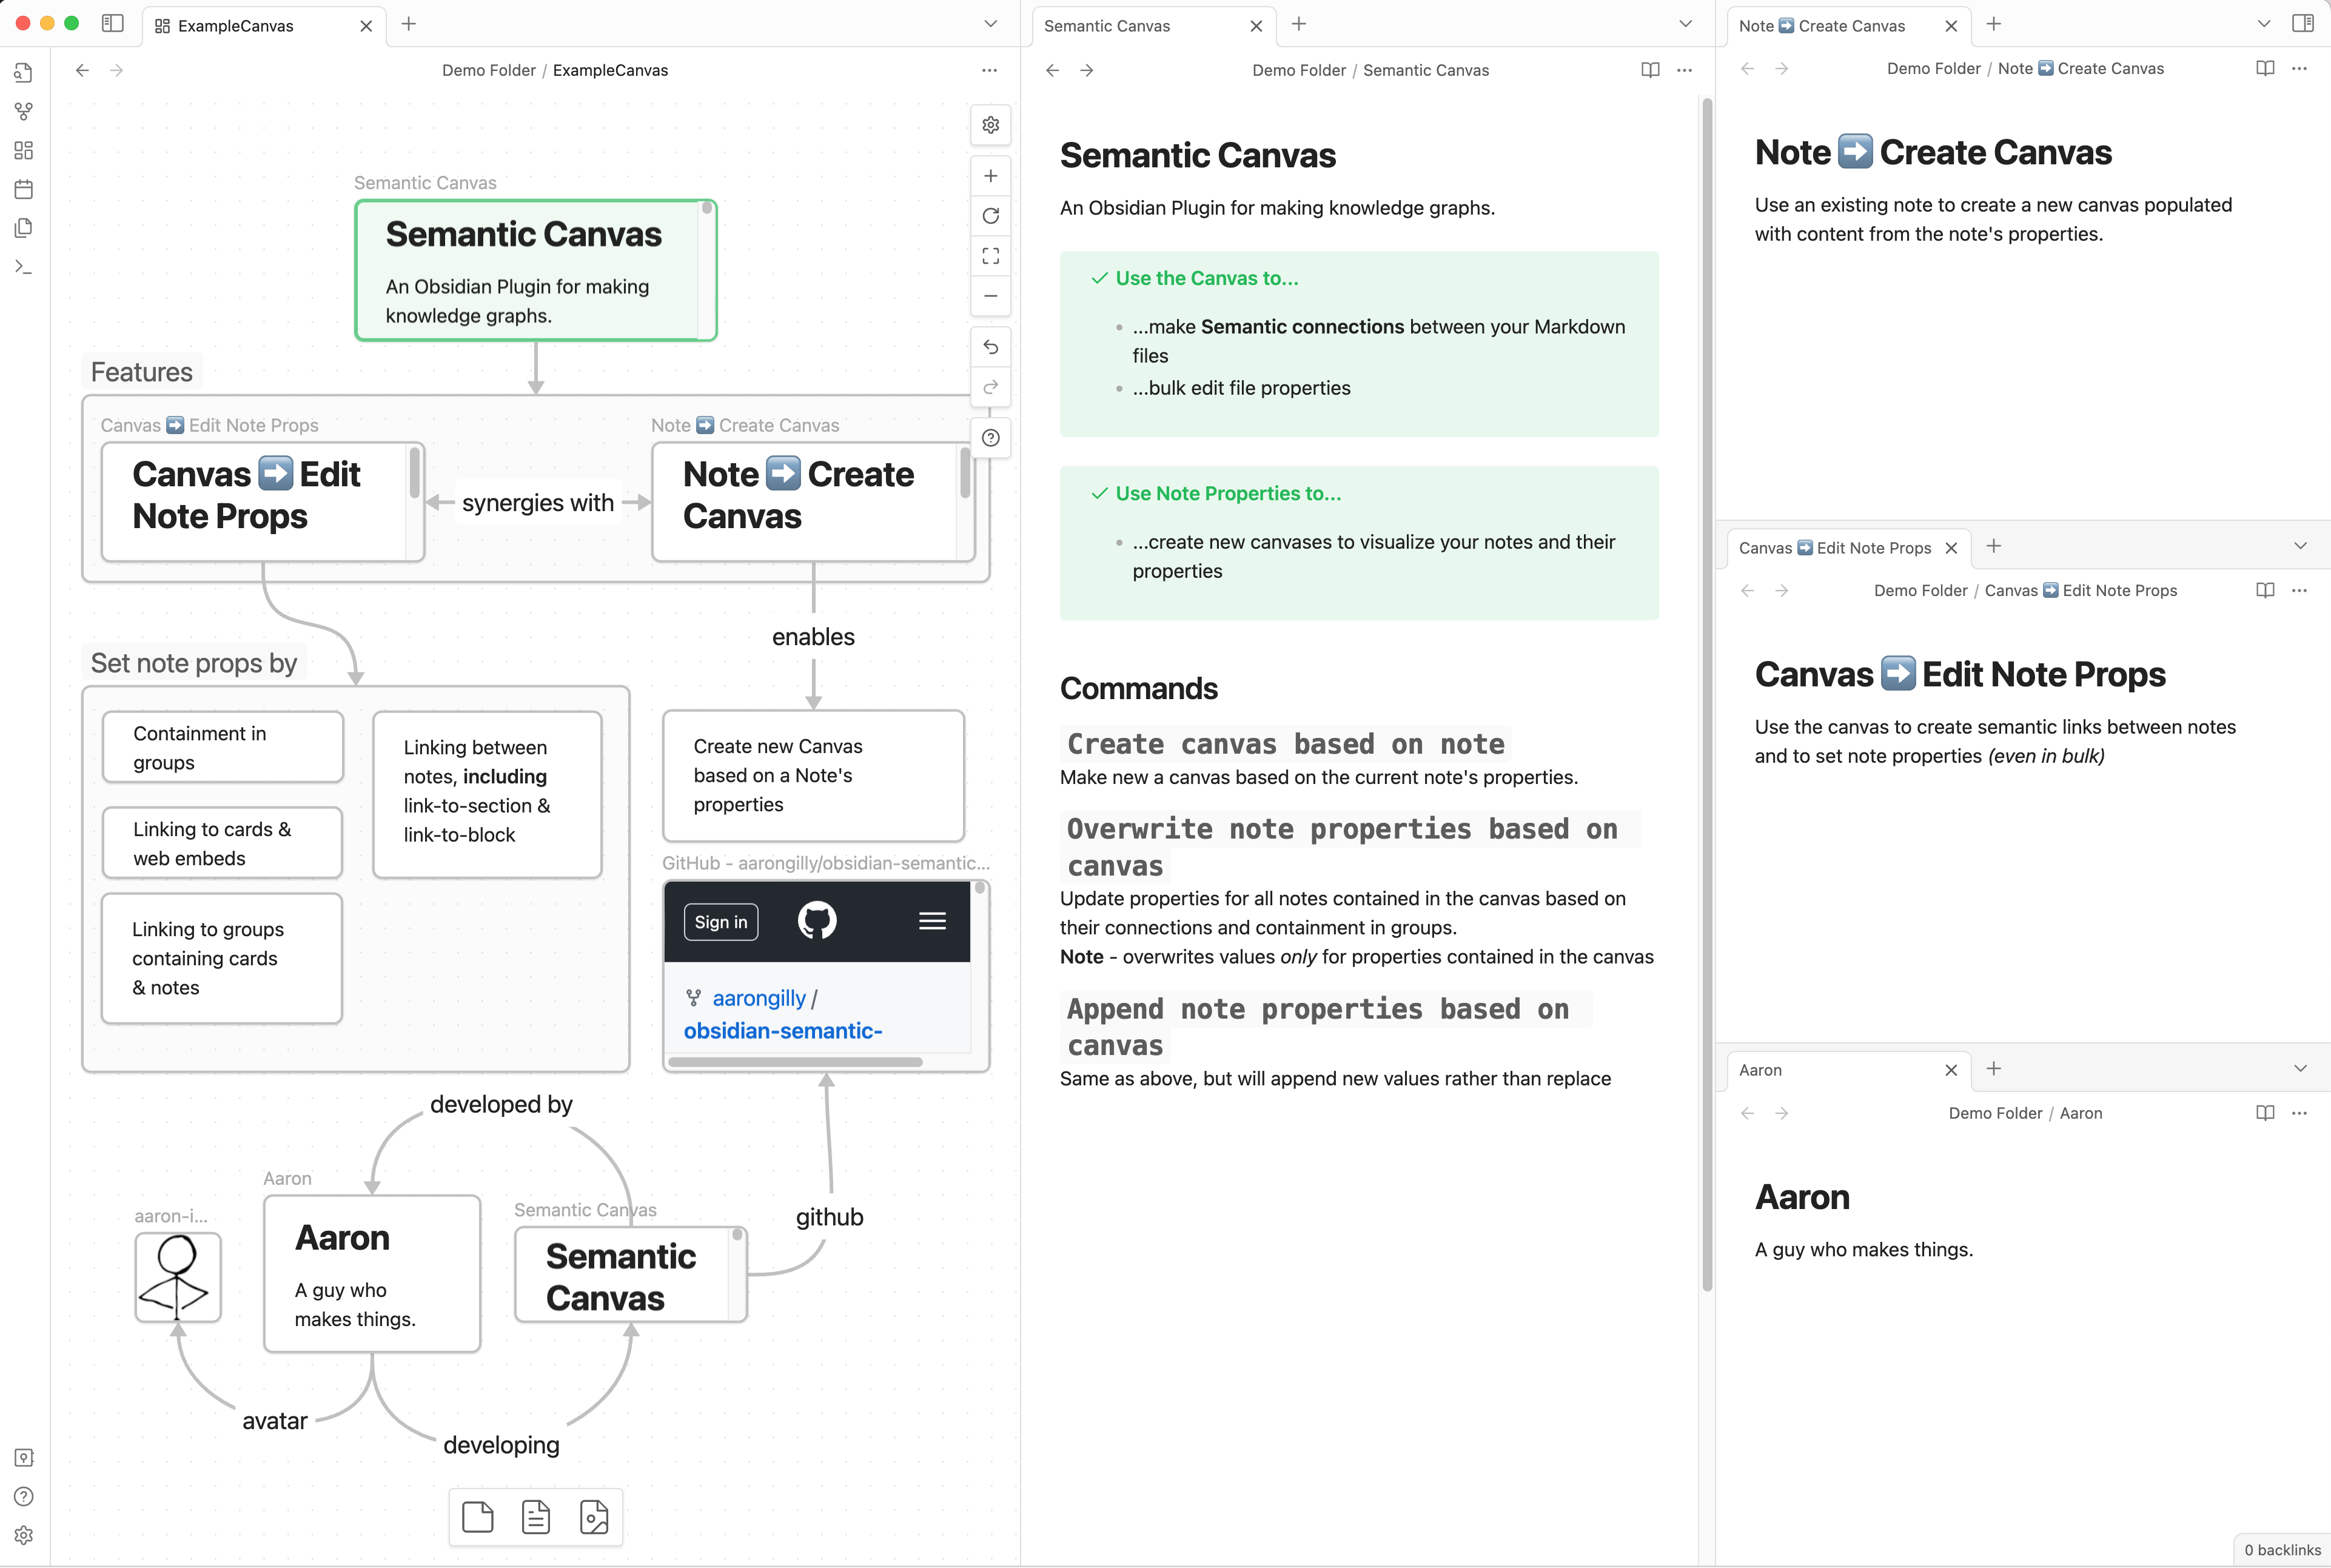 ExampleCanvas
Demo Folder / ExampleCanvas
Semantic Canvas
Semantic Canvas
An Obsidian Plugin for making
knowledge graphs.
Features
Canvas ➡️ Edit Note Props
Canvas ➡️ Edit
Note Props
synergies with
Note ➡️ Create Canvas
Note ➡️ Create
Canvas
Set note props by
Containment in
groups
Linking between
notes, including
link-to-section &
link-to-block
Linking to cards &
web embeds
Linking to groups
containing cards
& notes
enables
Create new Canvas
based on a Note's
properties
GitHub - aarongilly/obsidian-semantic...
Sign in
aarongilly /
obsidian-semantic-
developed by
Aaron
Aaron
A guy who
makes things.
aaron-i...
Semantic Canvas
Semantic
Canvas
github
avatar
developing
Semantic Canvas
Demo Folder / Semantic Canvas
Semantic Canvas
An Obsidian Plugin for making knowledge graphs.
Use the Canvas to...
...make Semantic connections between your Markdown
files
...bulk edit file properties
Use Note Properties to...
...create new canvases to visualize your notes and their
properties
Commands
Create canvas based on note
Make new a canvas based on the current note's properties.
Overwrite note properties based on
canvas
Update properties for all notes contained in the canvas based on
their connections and containment in groups.
Note - overwrites values only for properties contained in the canvas
Append note properties based on
canvas
Same as above, but will append new values rather than replace
Note ➡️ Create Canvas
Demo Folder / Note ➡️ Create Canvas
Note ➡️ Create Canvas
Use an existing note to create a new canvas populated
with content from the note's properties.
Canvas ➡️ Edit Note Props
Demo Folder / Canvas ➡️ Edit Note Props
Canvas ➡️ Edit Note Props
Use the canvas to create semantic links between notes
and to set note properties (even in bulk)
Aaron
Demo Folder / Aaron
Aaron
A guy who makes things.
0 backlinks